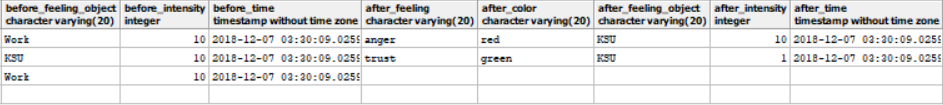 before_feeling_object before_intensity before_time after_feeling after_color after_feeling_object after_intensity after_time
character varying(20) integer timestamp without time zone character varying(20) character varying(20) character varying(20) integer timestamp without time zone
Work 10 2018-12-07 03:30:09.0259 anger red KSU 10 2018-12-07 03:30:09.0259
KSU 10 2018-12-07 03:30:09.0259 trust green KSU 1 2018-12-07 03:30:09.0259
Work 10 2018-12-07 03:30:09.0259